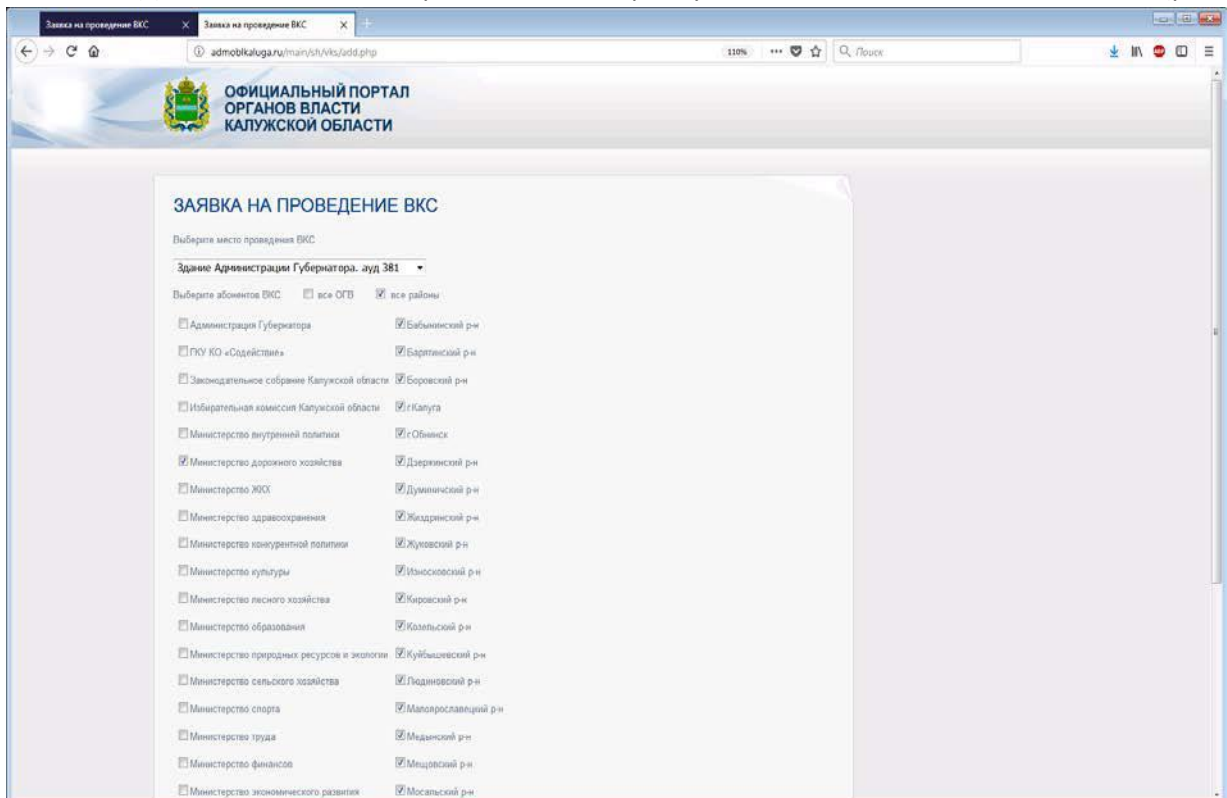 Заявка на проведение ВКС Заявка на проведение ВКС
admoblkaluga.ru/main/sh/vks/add.php 110% Поиск
ОФИЦИАЛЬНЫЙ ПОРТАЛ
ОРГАНОВ ВЛАСТИ
КАЛУЖСКОЙ ОБЛАСТИ
ЗАЯВКА НА ПРОВЕДЕНИЕ ВКС
Выберите место проведения ВКС
Здание Администрации Губернатора. ауд 381
Выберите абонентов ВКС все ОГВ все районы
Администрация Губернатора Бабынинский р-н
ГКУ КО «Содействие» Барятинский р-н
Законодательное собрание Калужской области Боровский р-н
Избирательная комиссия Калужской области г.Калуга
Министерство внутренней политики г.Обнинск
Министерство дорожного хозяйства Дзержинский р-н
Министерство ЖКХ Думиничский р-н
Министерство здравоохранения Жиздринский р-н
Министерство конкурентной политики Жуковский р-н
Министерство культуры Износковский р-н
Министерство лесного хозяйства Кировский р-н
Министерство образования Козельский р-н
Министерство природных ресурсов и экологии Куйбышевский р-н
Министерство сельского хозяйства Людиновский р-н
Министерство спорта Малоярославецкий р-н
Министерство труда Медынский р-н
Министерство финансов Мещовский р-н
Министерство экономического развития Мосальский р-н